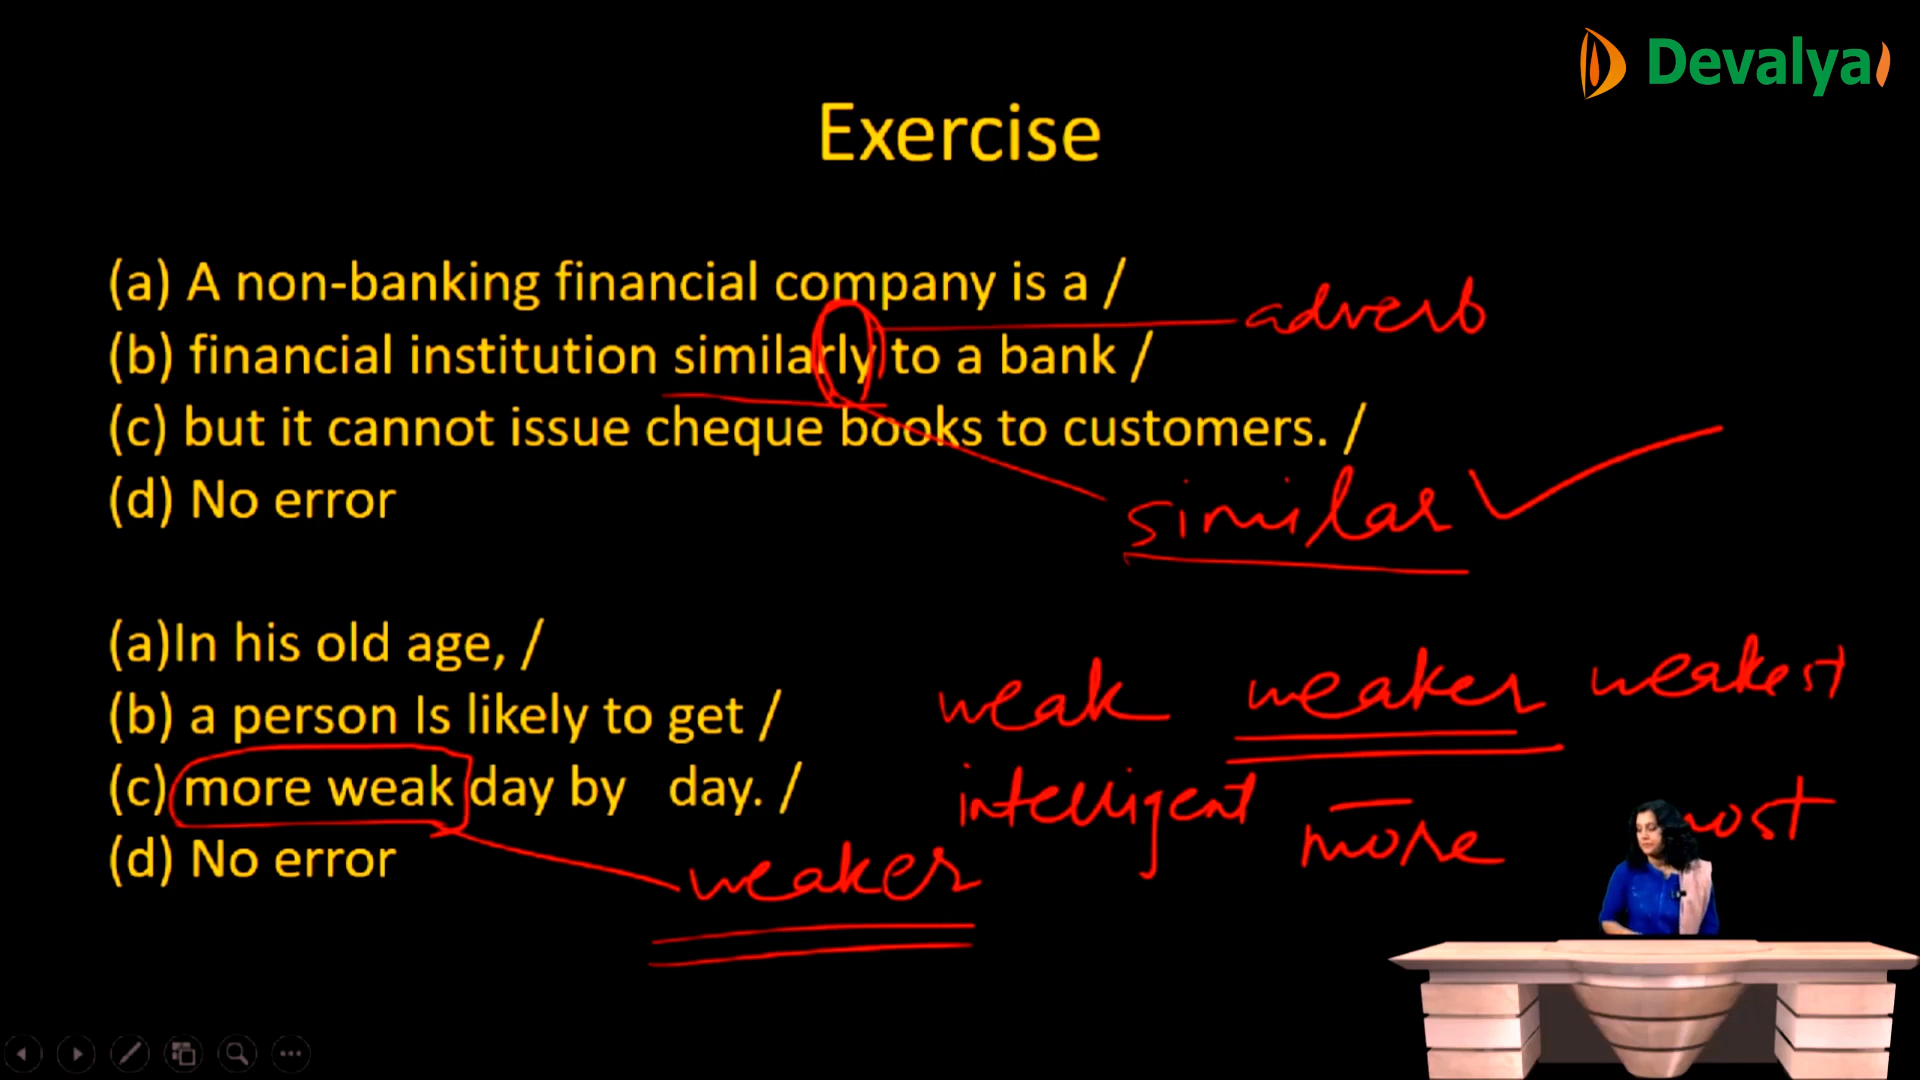 Devalya
Exercise
(a) A non-banking financial company is a /
adverb
(b) financial institution similarly to a bank /
(c) but it cannot issue cheque books to customers. /
(d) No error
similar
(a)In his old age, /
weak weaker weakest
(b) a person Is likely to get /
(c) more weak day by day. /
intelligent more most
(d) No error
weaker